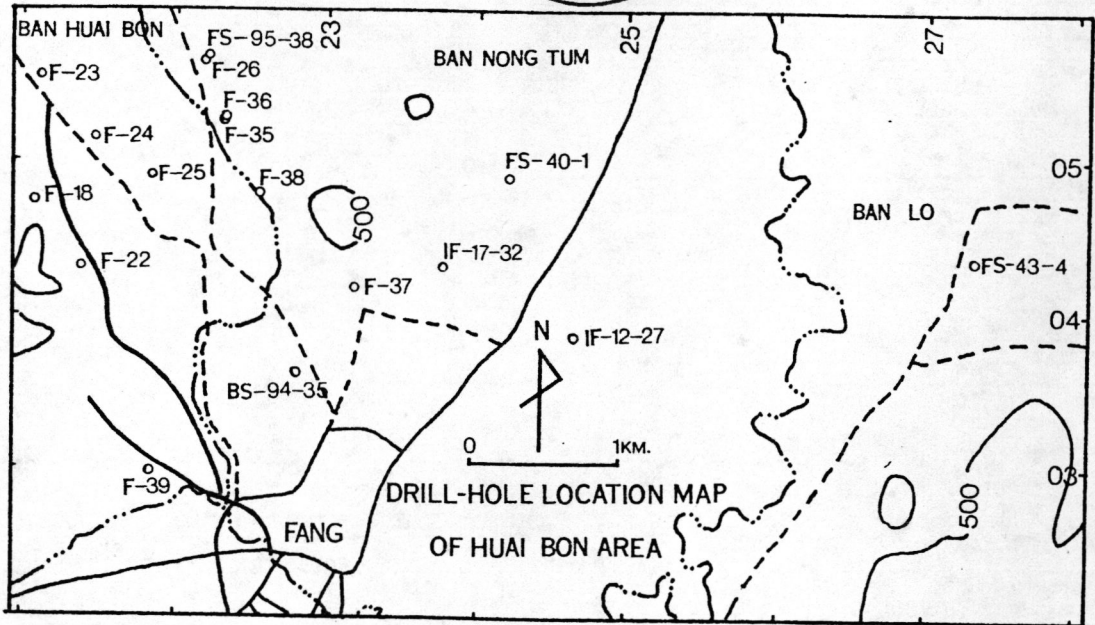 BAN HUAI BON
FS-95-38
23
25
27
F-23
F-26
BAN NONG TUM
F-36
F-24
F-35
FS-40-1
05
F-25
F-38
F-18
500
BAN LO
F-22
IF-17-32
FS-43-4
F-37
N
IF-12-27
04
BS-94-35
0
1KM.
F-39
03
DRILL-HOLE LOCATION MAP
500
FANG
OF HUAI BON AREA